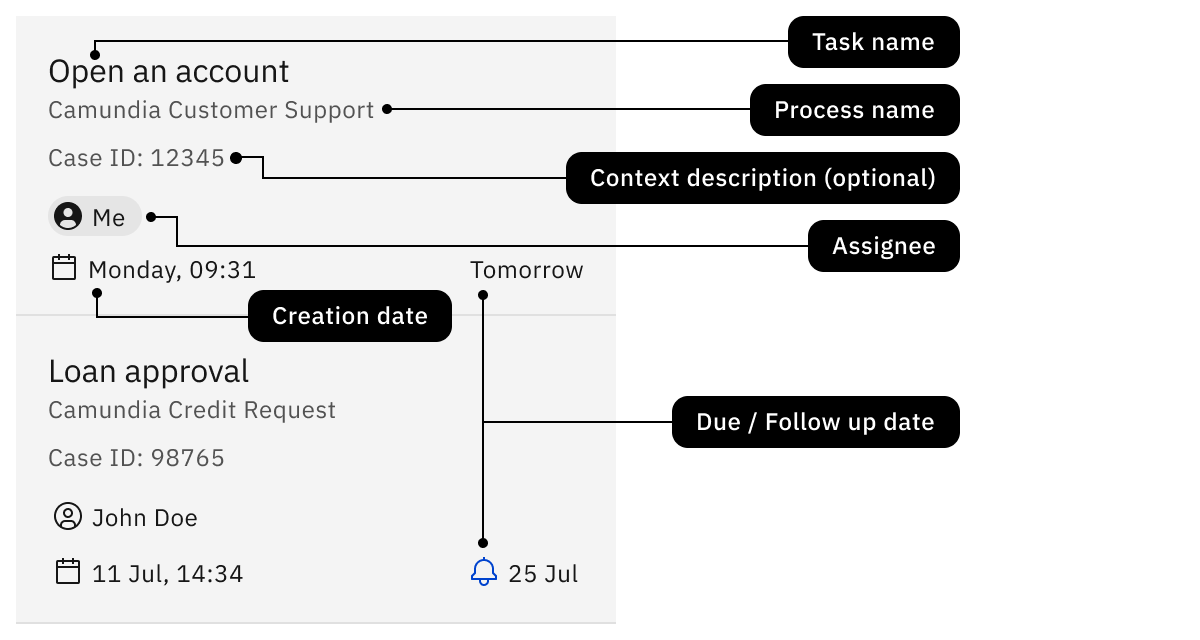 Task name
Open an account
Camundia Customer Support
Process name
Case ID: 12345
Context description (optional)
Me
Assignee
Monday, 09:31
Tomorrow
Creation date
Loan approval
Camundia Credit Request
Due / Follow up date
Case ID: 98765
John Doe
11 Jul, 14:34
25 Jul